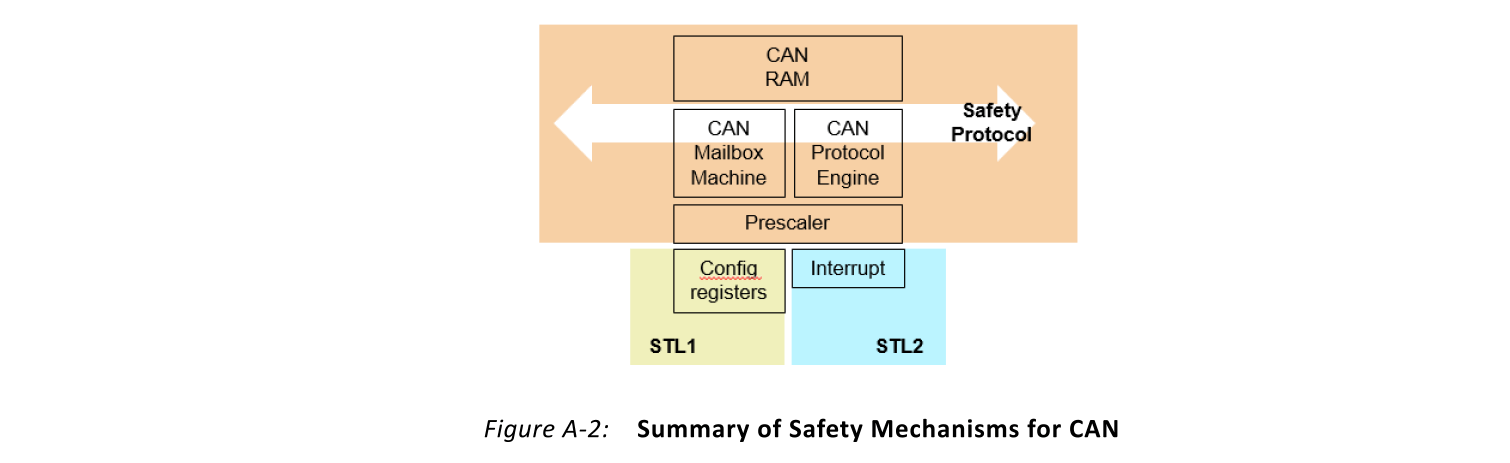 CAN
RAM
Safety
Protocol
CAN
Mailbox
Machine
CAN
Protocol
Engine
Prescaler
Config
registers
Interrupt
STL1
STL2
Figure A-2: Summary of Safety Mechanisms for CAN